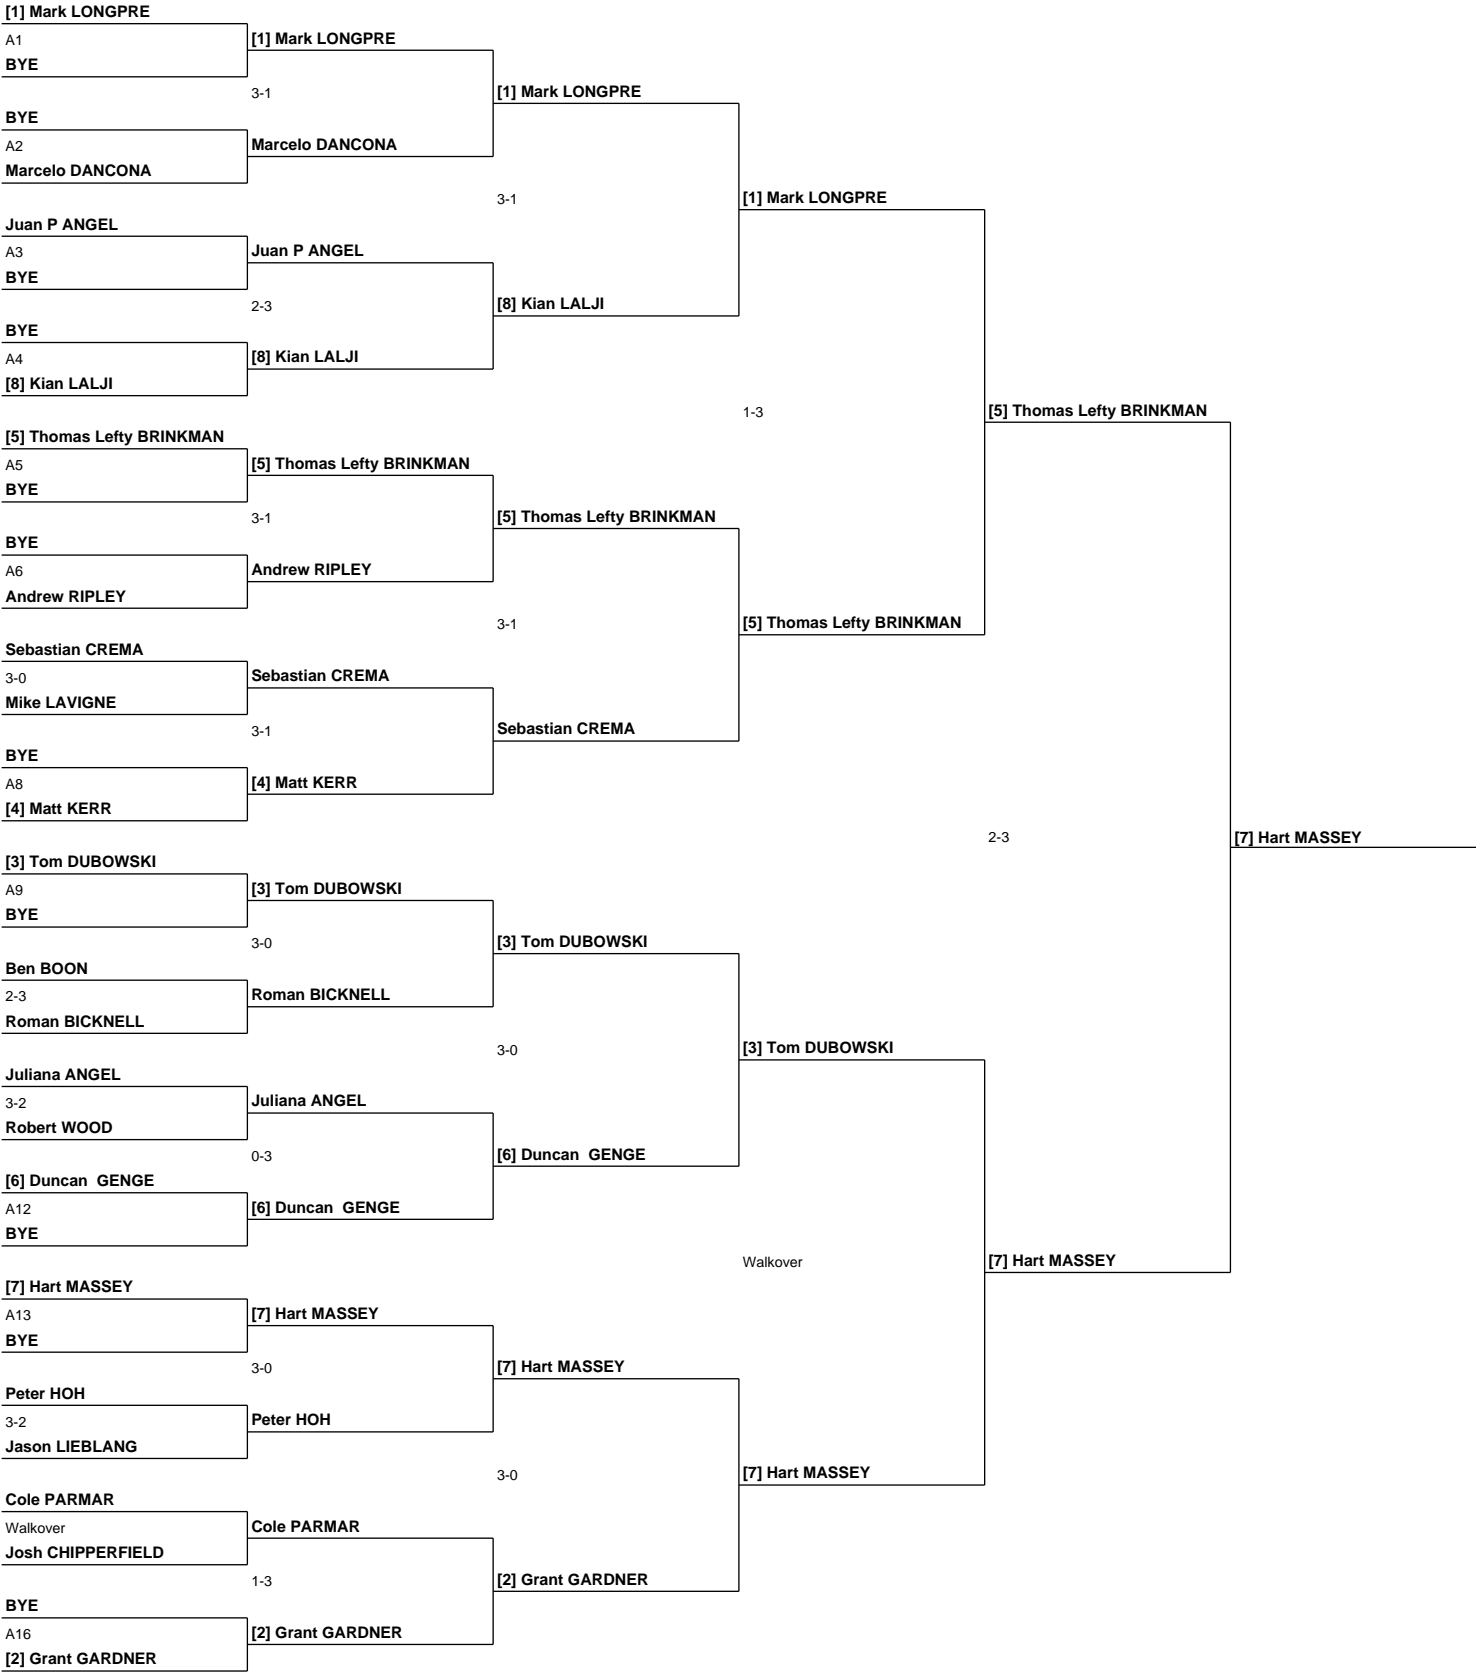 [1] Mark LONGPRE
A1
BYE
BYE
A2
Marcelo DANCONA
Juan P ANGEL
A3
BYE
BYE
A4
[8] Kian LALJI
[5] Thomas Lefty BRINKMAN
A5
BYE
BYE
A6
Andrew RIPLEY
Sebastian CREMA
3-0
Mike LAVIGNE
BYE
A8
[4] Matt KERR
[3] Tom DUBOWSKI
A9
BYE
Ben BOON
2-3
Roman BICKNELL
Juliana ANGEL
3-2
Robert WOOD
[6] Duncan  GENGE
A12
BYE
[7] Hart MASSEY
A13
BYE
Peter HOH
3-2
Jason LIEBLANG
Cole PARMAR
Walkover
Josh CHIPPERFIELD
BYE
A16
[2] Grant GARDNER
[1] Mark LONGPRE
3-1
Marcelo DANCONA
Juan P ANGEL
2-3
[8] Kian LALJI
[5] Thomas Lefty BRINKMAN
3-1
Andrew RIPLEY
Sebastian CREMA
3-1
[4] Matt KERR
[3] Tom DUBOWSKI
3-0
Roman BICKNELL
Juliana ANGEL
0-3
[6] Duncan  GENGE
[7] Hart MASSEY
3-0
Peter HOH
Cole PARMAR
1-3
[2] Grant GARDNER
[1] Mark LONGPRE
3-1
[8] Kian LALJI
[5] Thomas Lefty BRINKMAN
3-1
Sebastian CREMA
[3] Tom DUBOWSKI
3-0
[6] Duncan  GENGE
[7] Hart MASSEY
3-0
[2] Grant GARDNER
[1] Mark LONGPRE
1-3
[5] Thomas Lefty BRINKMAN
[3] Tom DUBOWSKI
Walkover
[7] Hart MASSEY
[5] Thomas Lefty BRINKMAN
2-3
[7] Hart MASSEY
[7] Hart MASSEY